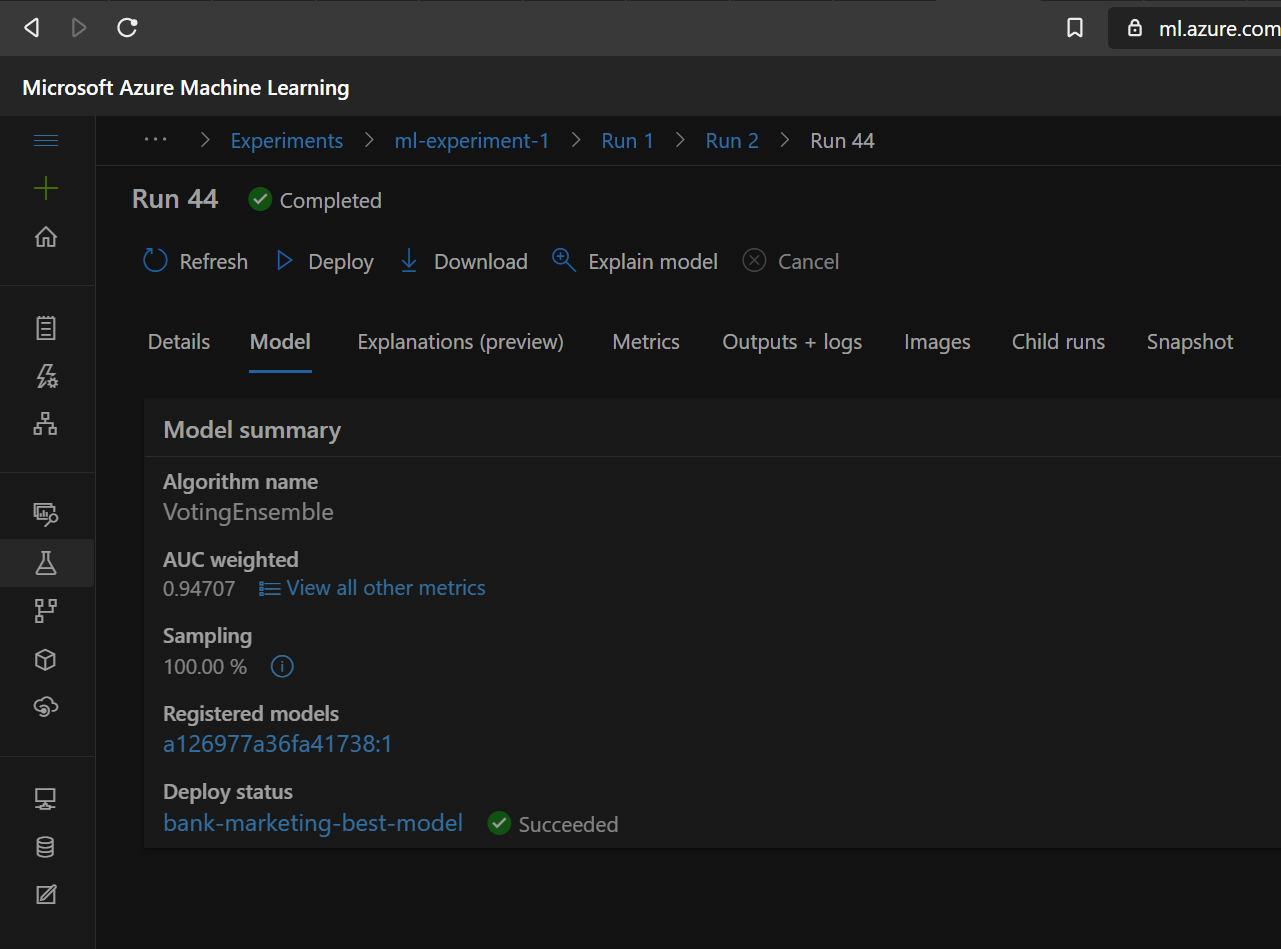 ml.azure.com
Microsoft Azure Machine Learning
··· > Experiments > ml-experiment-1 > Run 1 > Run 2 > Run 44
Run 44 Completed
Refresh Deploy Download Explain model Cancel
Details Model Explanations (preview) Metrics Outputs + logs Images Child runs Snapshot
Model summary
Algorithm name
VotingEnsemble
AUC weighted
0.94707 View all other metrics
Sampling
100.00 %
Registered models
a126977a36fa41738:1
Deploy status
bank-marketing-best-model Succeeded